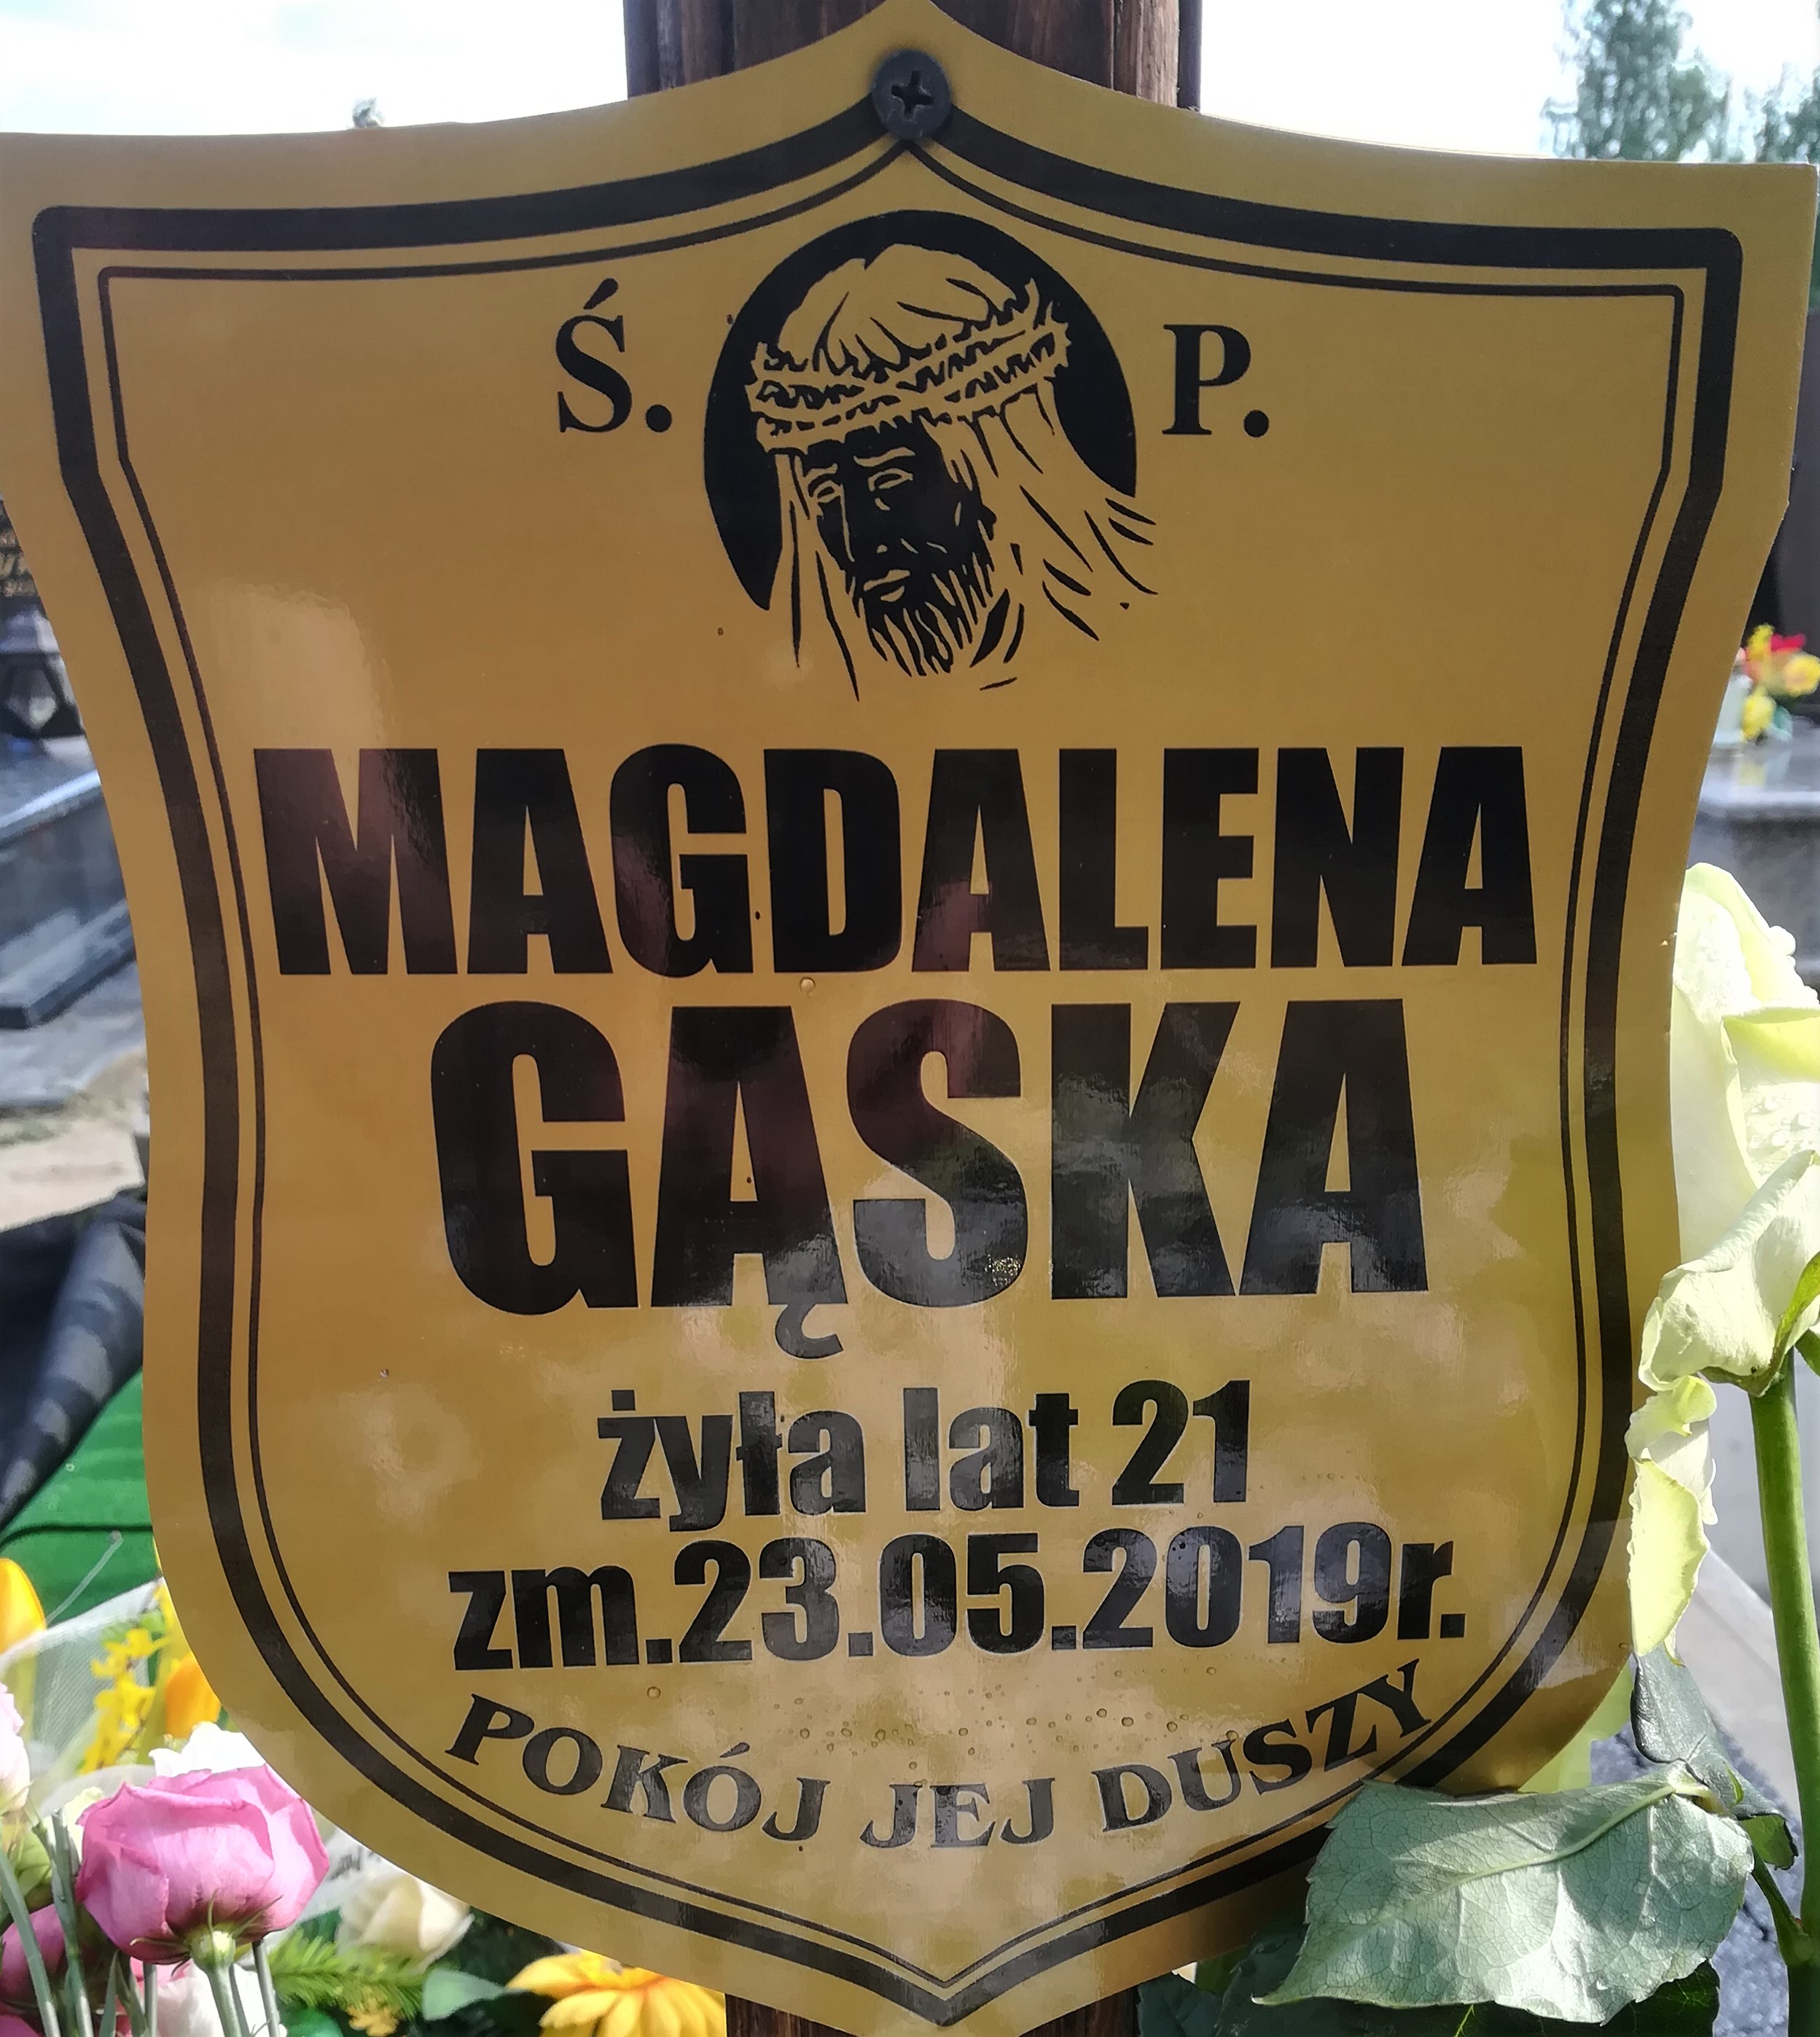 Ś. P.
MAGDALENA
GĄSKA
żyła lat 21
zm.23.05.2019r.
POKÓJ JEJ DUSZY